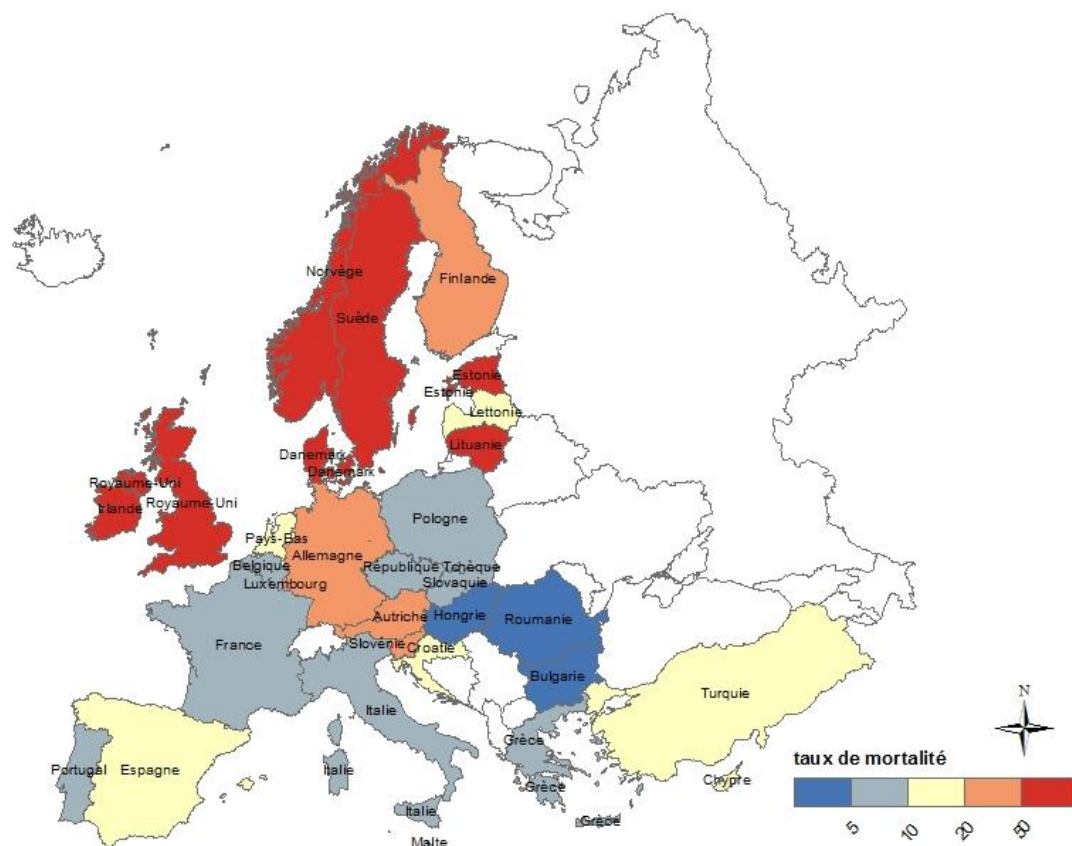 Norvège
Finlande
Suède
Estonie
Estonie
Lettonie
Lituanie
Danemark
Danemark
Royaume-Uni
Irlande
Royaume-Uni
Pologne
Pays-Bas
Allemagne
Belgique
République Tchèque
Luxembourg
Slovaquie
Autriche
Hongrie
Roumanie
France
Slovénie
Croatie
Bulgarie
Turquie
Italie
Grèce
Portugal
Espagne
Italie
Grèce
Chypre
Italie
Grèce
Malte
N
taux de mortalité
5
10
20
50